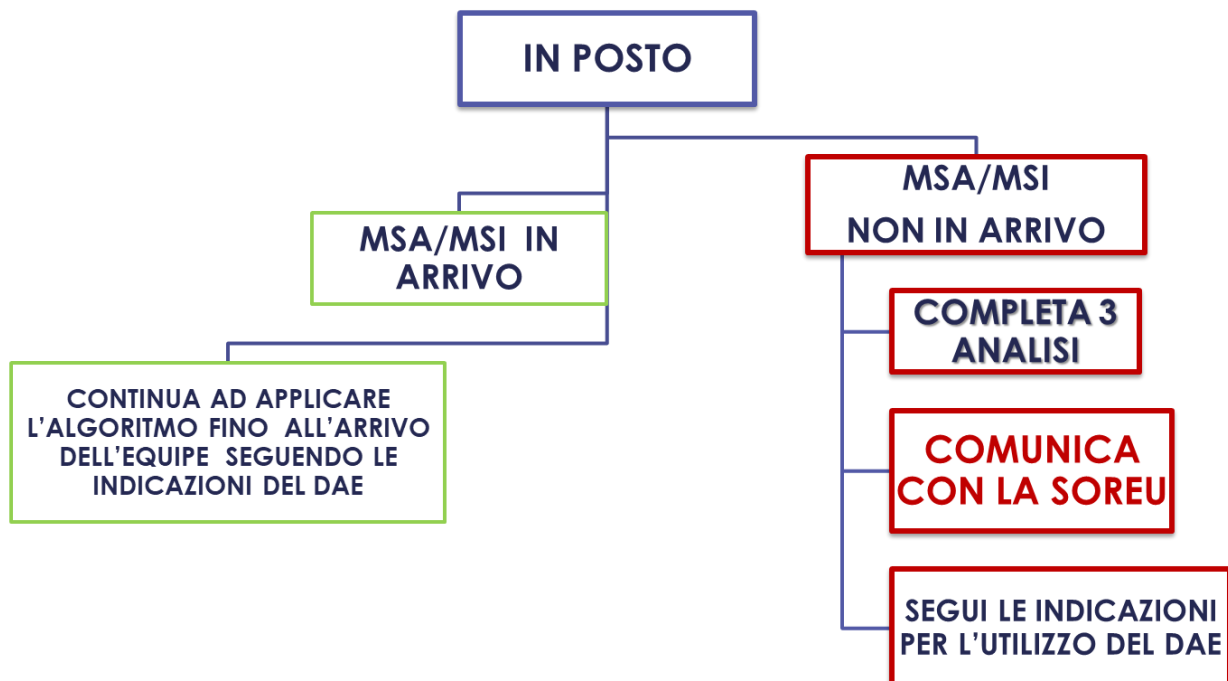 IN POSTO
MSA/MSI IN
ARRIVO
CONTINUA AD APPLICARE
L'ALGORITMO FINO ALL'ARRIVO
DELL'EQUIPE SEGUENDO LE
INDICAZIONI DEL DAE
MSA/MSI
NON IN ARRIVO
COMPLETA 3
ANALISI
COMUNICA
CON LA SOREU
SEGUI LE INDICAZIONI
PER L'UTILIZZO DEL DAE